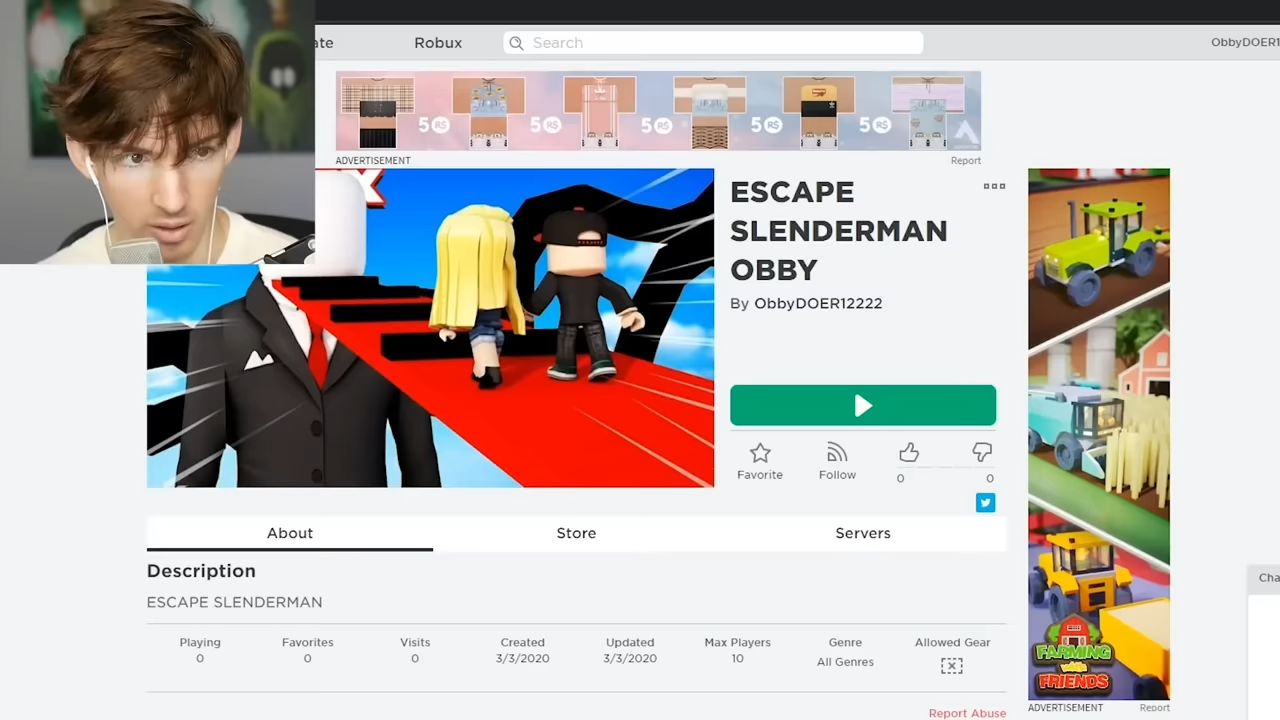 ate
Robux
Search
ObbyDOER1
5 R$ 5 R$ 5 R$ 5 R$ 5 R$
ADVERTISEMENT
Report
X
ESCAPE
SLENDERMAN
OBBY
By ObbyDOER12222
Favorite
Follow
0
0
About
Store
Servers
Description
ESCAPE SLENDERMAN
Playing
0
Favorites
0
Visits
0
Created
3/3/2020
Updated
3/3/2020
Max Players
10
Genre
All Genres
Allowed Gear
Report Abuse
FARMING
with
FRIENDS
ADVERTISEMENT
Report
Cha